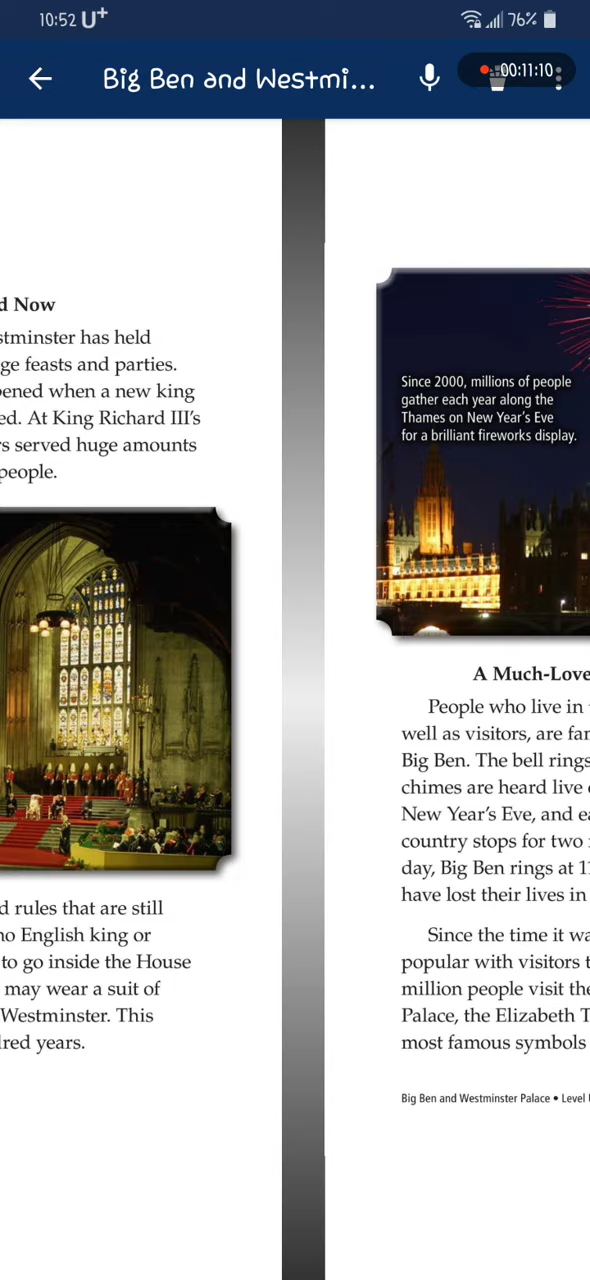 10:52 U+
76%
Big Ben and Westmi...
00:11:10
d Now
stminster has held
ge feasts and parties.
pened when a new king
ed. At King Richard III's
rs served huge amounts
people.
d rules that are still
no English king or
to go inside the House
may wear a suit of
Westminster. This
dred years.
Since 2000, millions of people
gather each year along the
Thames on New Year's Eve
for a brilliant fireworks display.
A Much-Love
People who live in
well as visitors, are far
Big Ben. The bell rings
chimes are heard live
New Year's Eve, and ea
country stops for two
day, Big Ben rings at 11
have lost their lives in
Since the time it wa
popular with visitors t
million people visit the
Palace, the Elizabeth T
most famous symbols
Big Ben and Westminster Palace • Level U